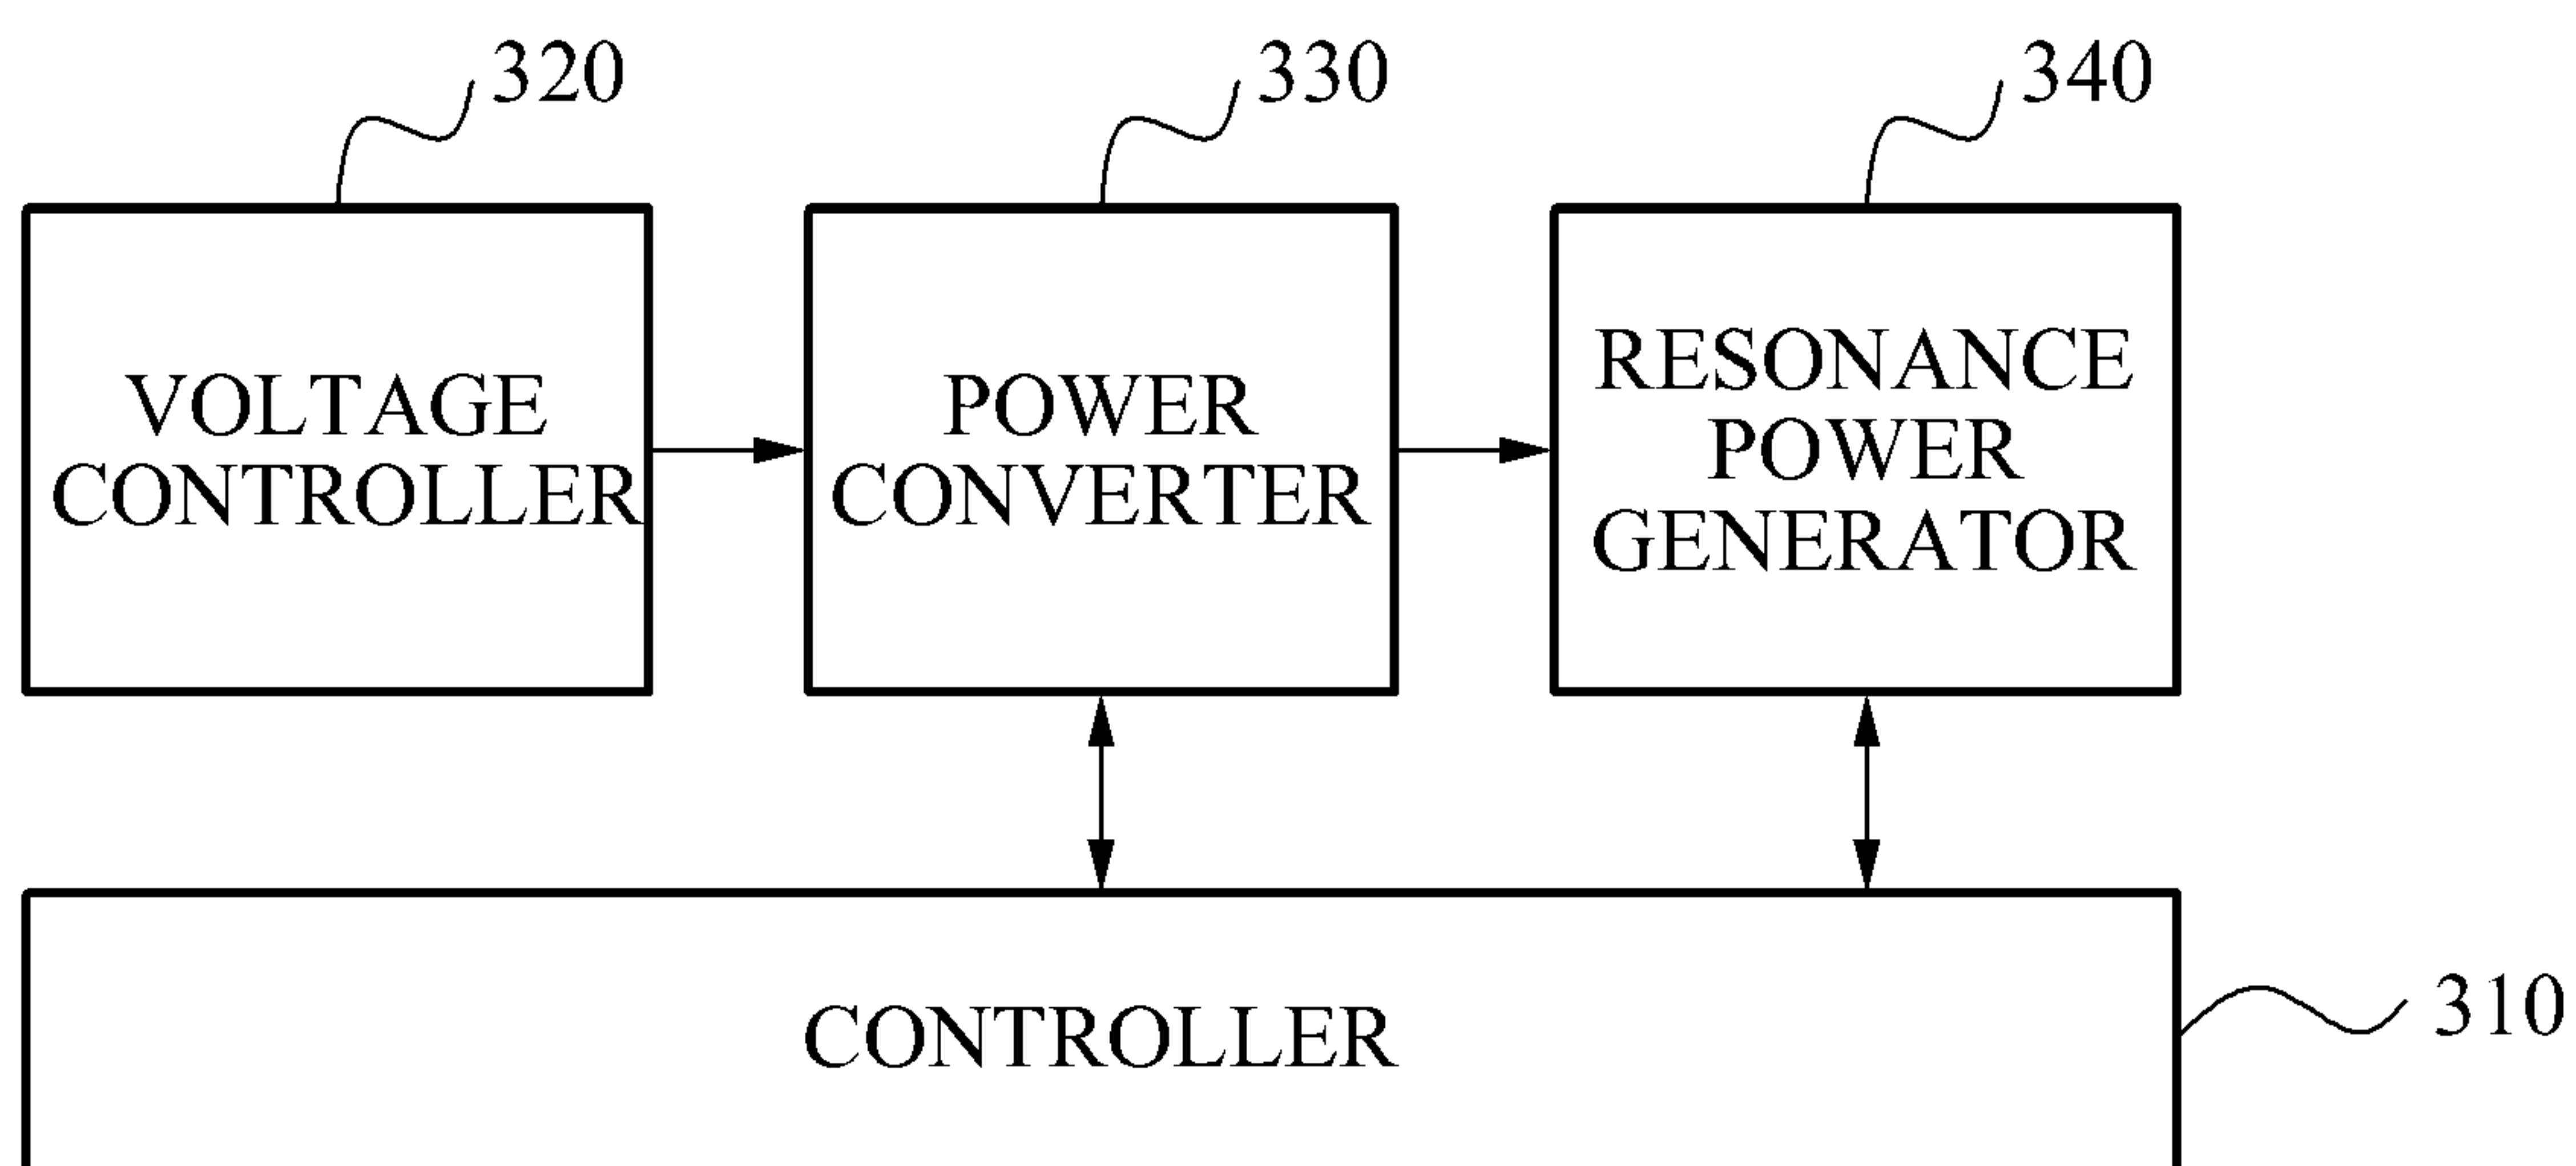 320
330
340
VOLTAGE
CONTROLLER
POWER
CONVERTER
RESONANCE
POWER
GENERATOR
CONTROLLER
310